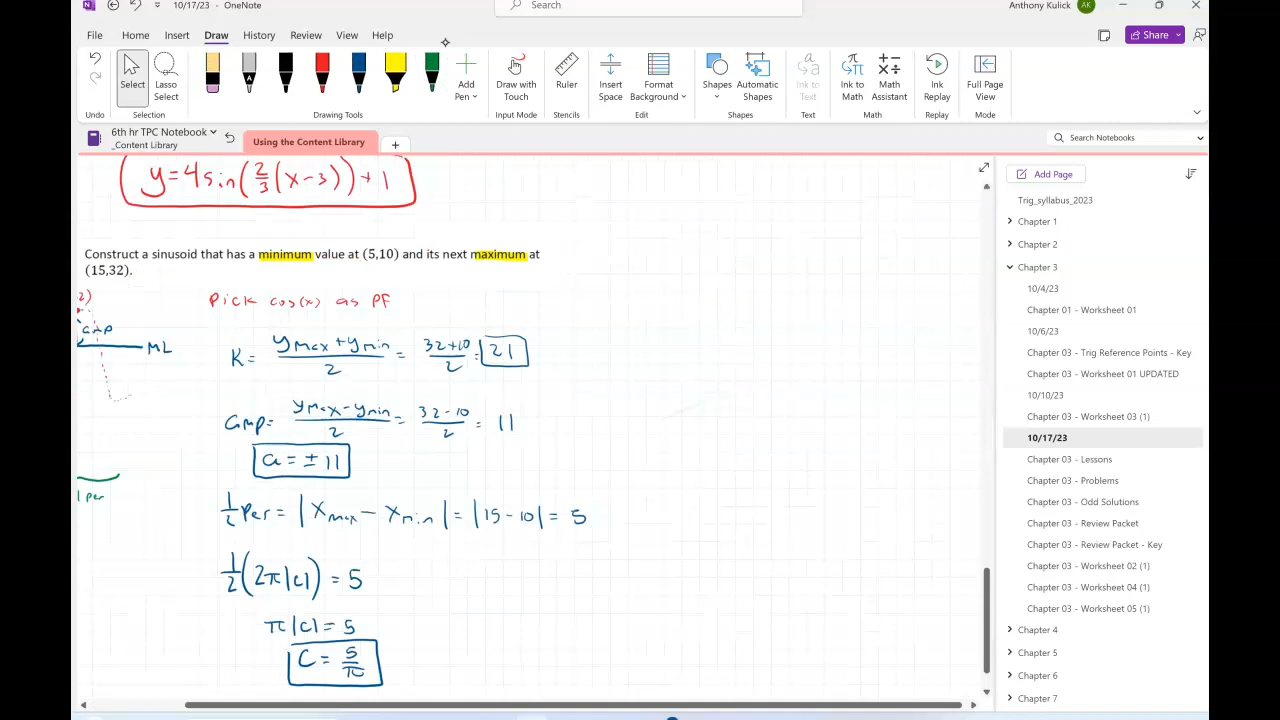 10/17/23 - OneNote
Search
Anthony Kulick
AK
File Home Insert Draw History Review View Help
Share
Select
Lasso Select
Add Pen
Draw with Touch
Ruler
Insert Space
Format Background
Shapes
Automatic Shapes
Ink to Text
Ink to Math
Math Assistant
Ink Replay
Full Page View
Undo
Selection
Drawing Tools
Input Mode
Stencils
Edit
Shapes
Text
Math
Replay
Mode
6th hr TPC Notebook
_Content Library
Using the Content Library
Search Notebooks
y=4sin(2/3(x-3))+1
Construct a sinusoid that has a minimum value at (5,10) and its next maximum at
(15,32).
Pick cos(x) as PF
2)
amp
ML
K = (ymax + ymin)/2 = (32+10)/2 = 21
amp = (ymax - ymin)/2 = (32-10)/2 = 11
a = ± 11
1 per
1/2 Per = |Xmax - Xmin| = |15-10| = 5
1/2(2π|c|) = 5
π|c| = 5
C = 5/π
Add Page
Trig_syllabus_2023
Chapter 1
Chapter 2
Chapter 3
10/4/23
Chapter 01 - Worksheet 01
10/6/23
Chapter 03 - Trig Reference Points - Key
Chapter 03 - Worksheet 01 UPDATED
10/10/23
Chapter 03 - Worksheet 03 (1)
10/17/23
Chapter 03 - Lessons
Chapter 03 - Problems
Chapter 03 - Odd Solutions
Chapter 03 - Review Packet
Chapter 03 - Review Packet - Key
Chapter 03 - Worksheet 02 (1)
Chapter 03 - Worksheet 04 (1)
Chapter 03 - Worksheet 05 (1)
Chapter 4
Chapter 5
Chapter 6
Chapter 7